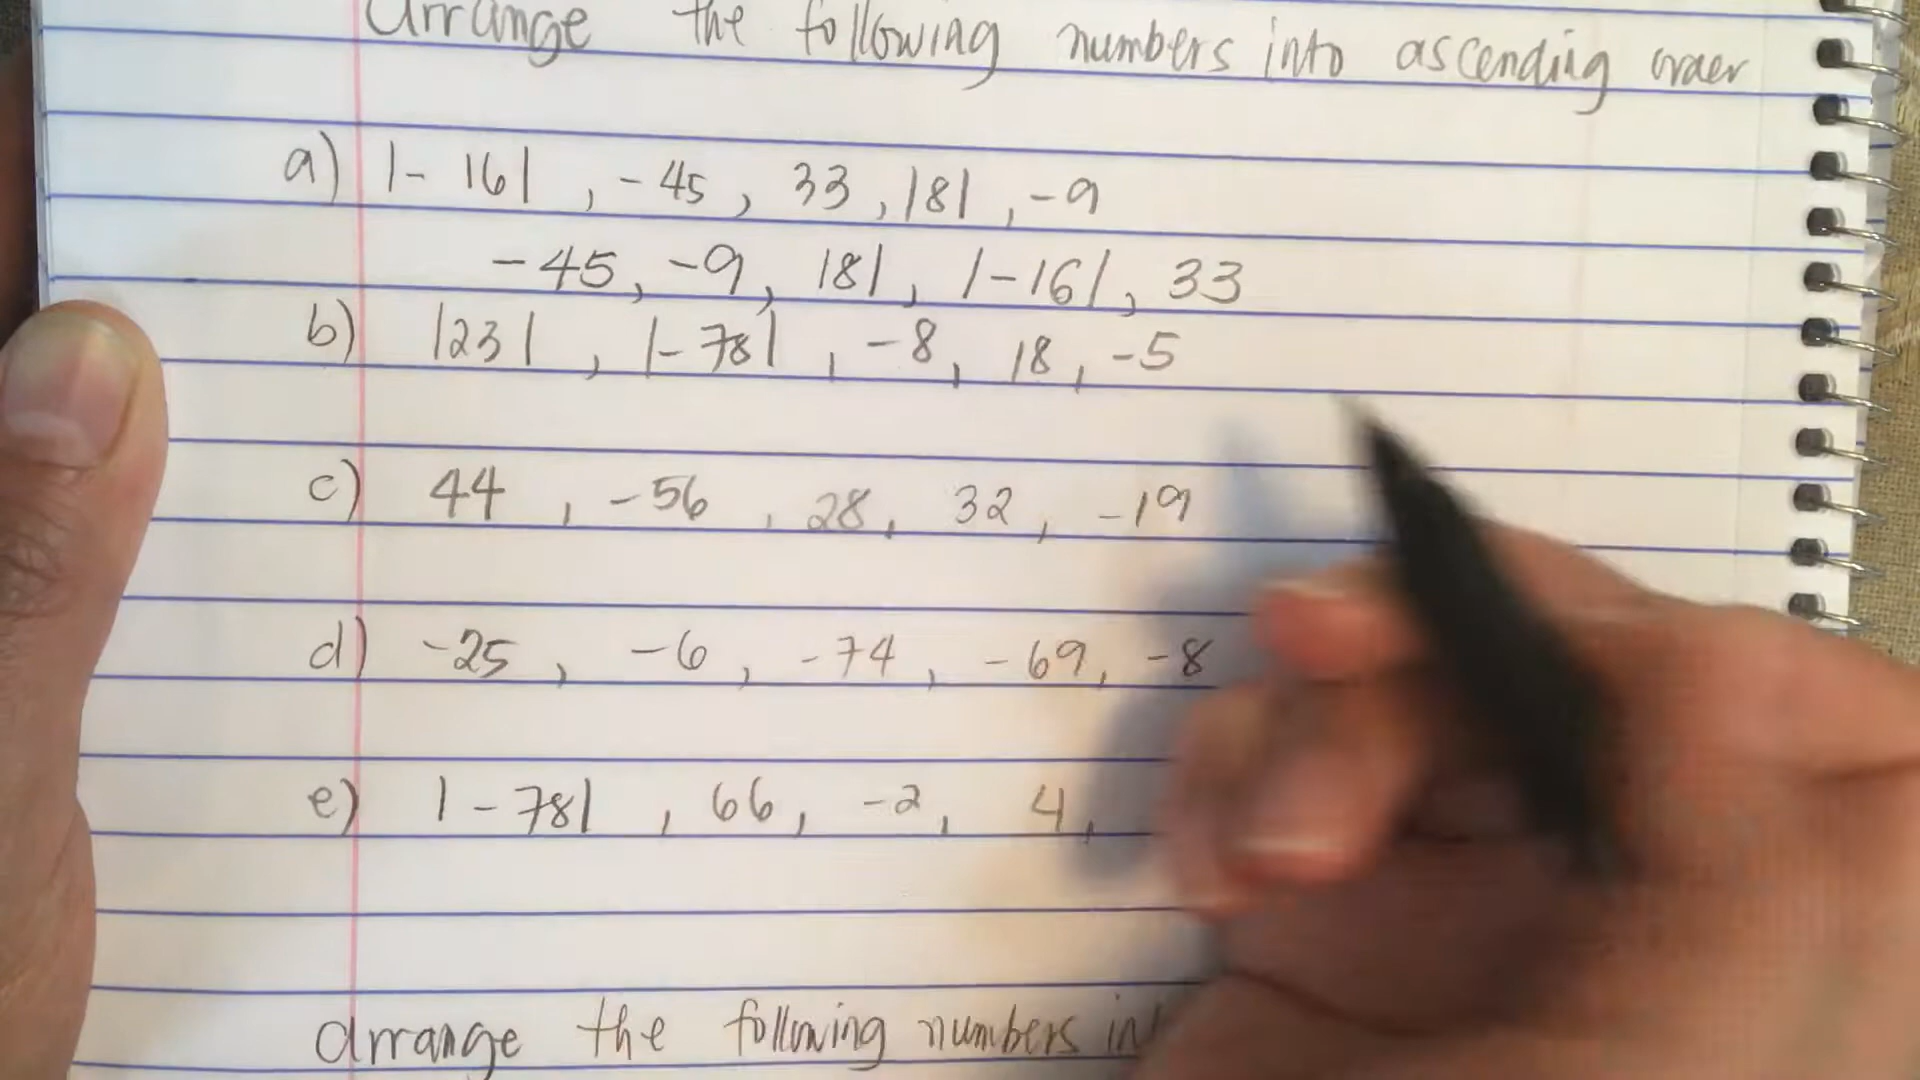 arrange the following numbers into ascending order
a) |-16| , -45 , 33 , |8| , -9
-45 , -9 , |8| , |-16| , 33
b) |23| , |-78| , -8 , 18 , -5
c) 44 , -56 , 28 , 32 , -19
d) -25 , -6 , -74 , -69 , -8
e) |-78| , 66 , -2 , 4 ,
arrange the following numbers